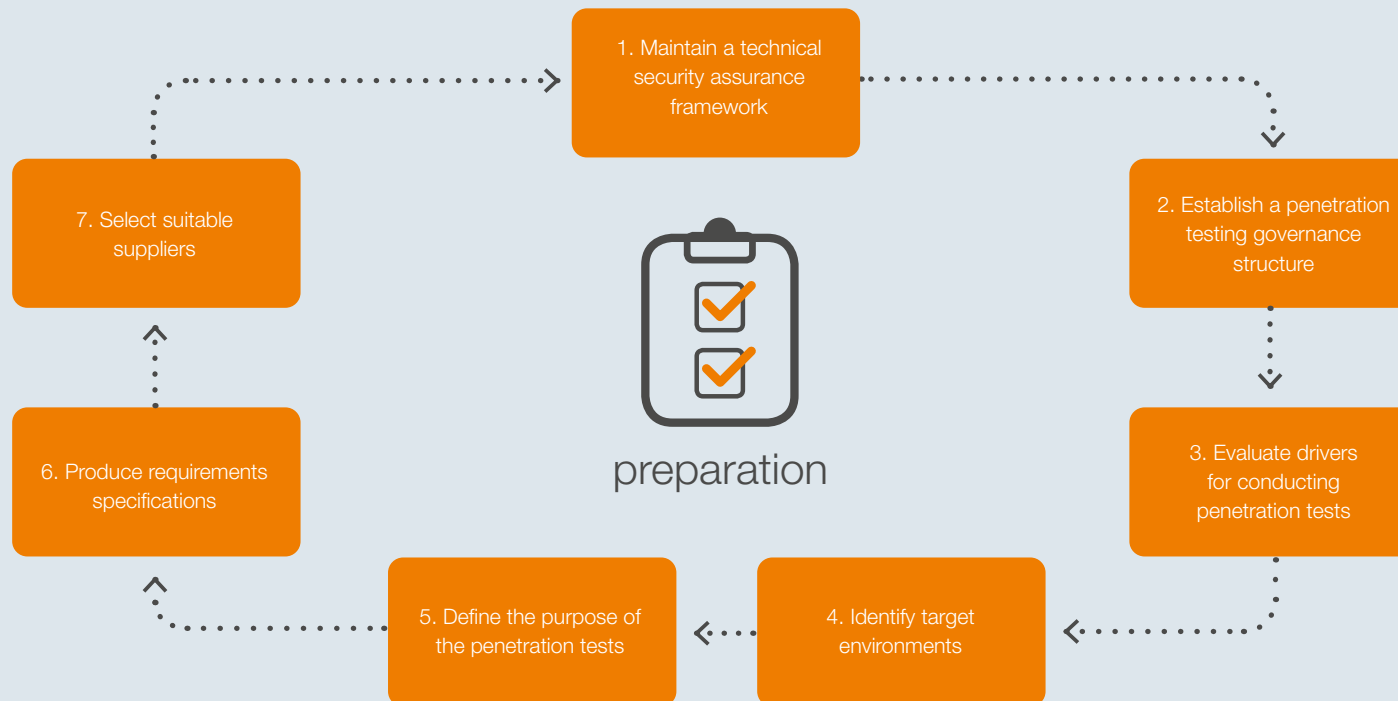 1. Maintain a technical
security assurance
framework
2. Establish a penetration
testing governance
structure
3. Evaluate drivers
for conducting
penetration tests
4. Identify target
environments
5. Define the purpose of
the penetration tests
6. Produce requirements
specifications
7. Select suitable
suppliers
preparation